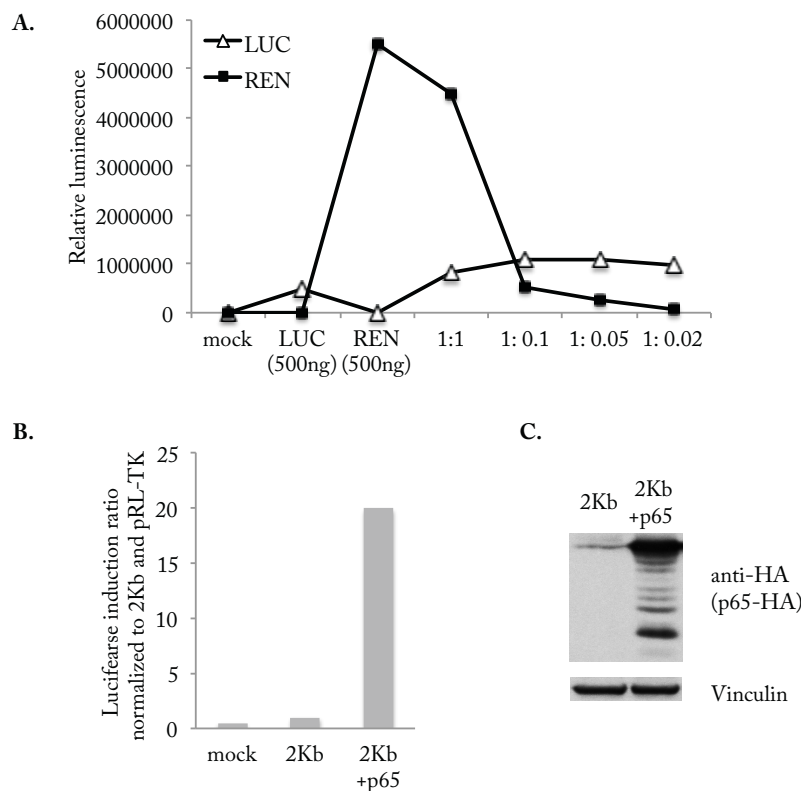 A.
Relative luminescence
6000000
5000000
4000000
3000000
2000000
1000000
0
LUC
REN
mock
LUC
(500ng)
REN
(500ng)
1:1
1: 0.1
1: 0.05
1: 0.02
B.
Lucifearse induction ratio
normalized to 2Kb and pRL-TK
25
20
15
10
5
0
mock
2Kb
2Kb
+p65
C.
2Kb
2Kb
+p65
anti-HA
(p65-HA)
Vinculin